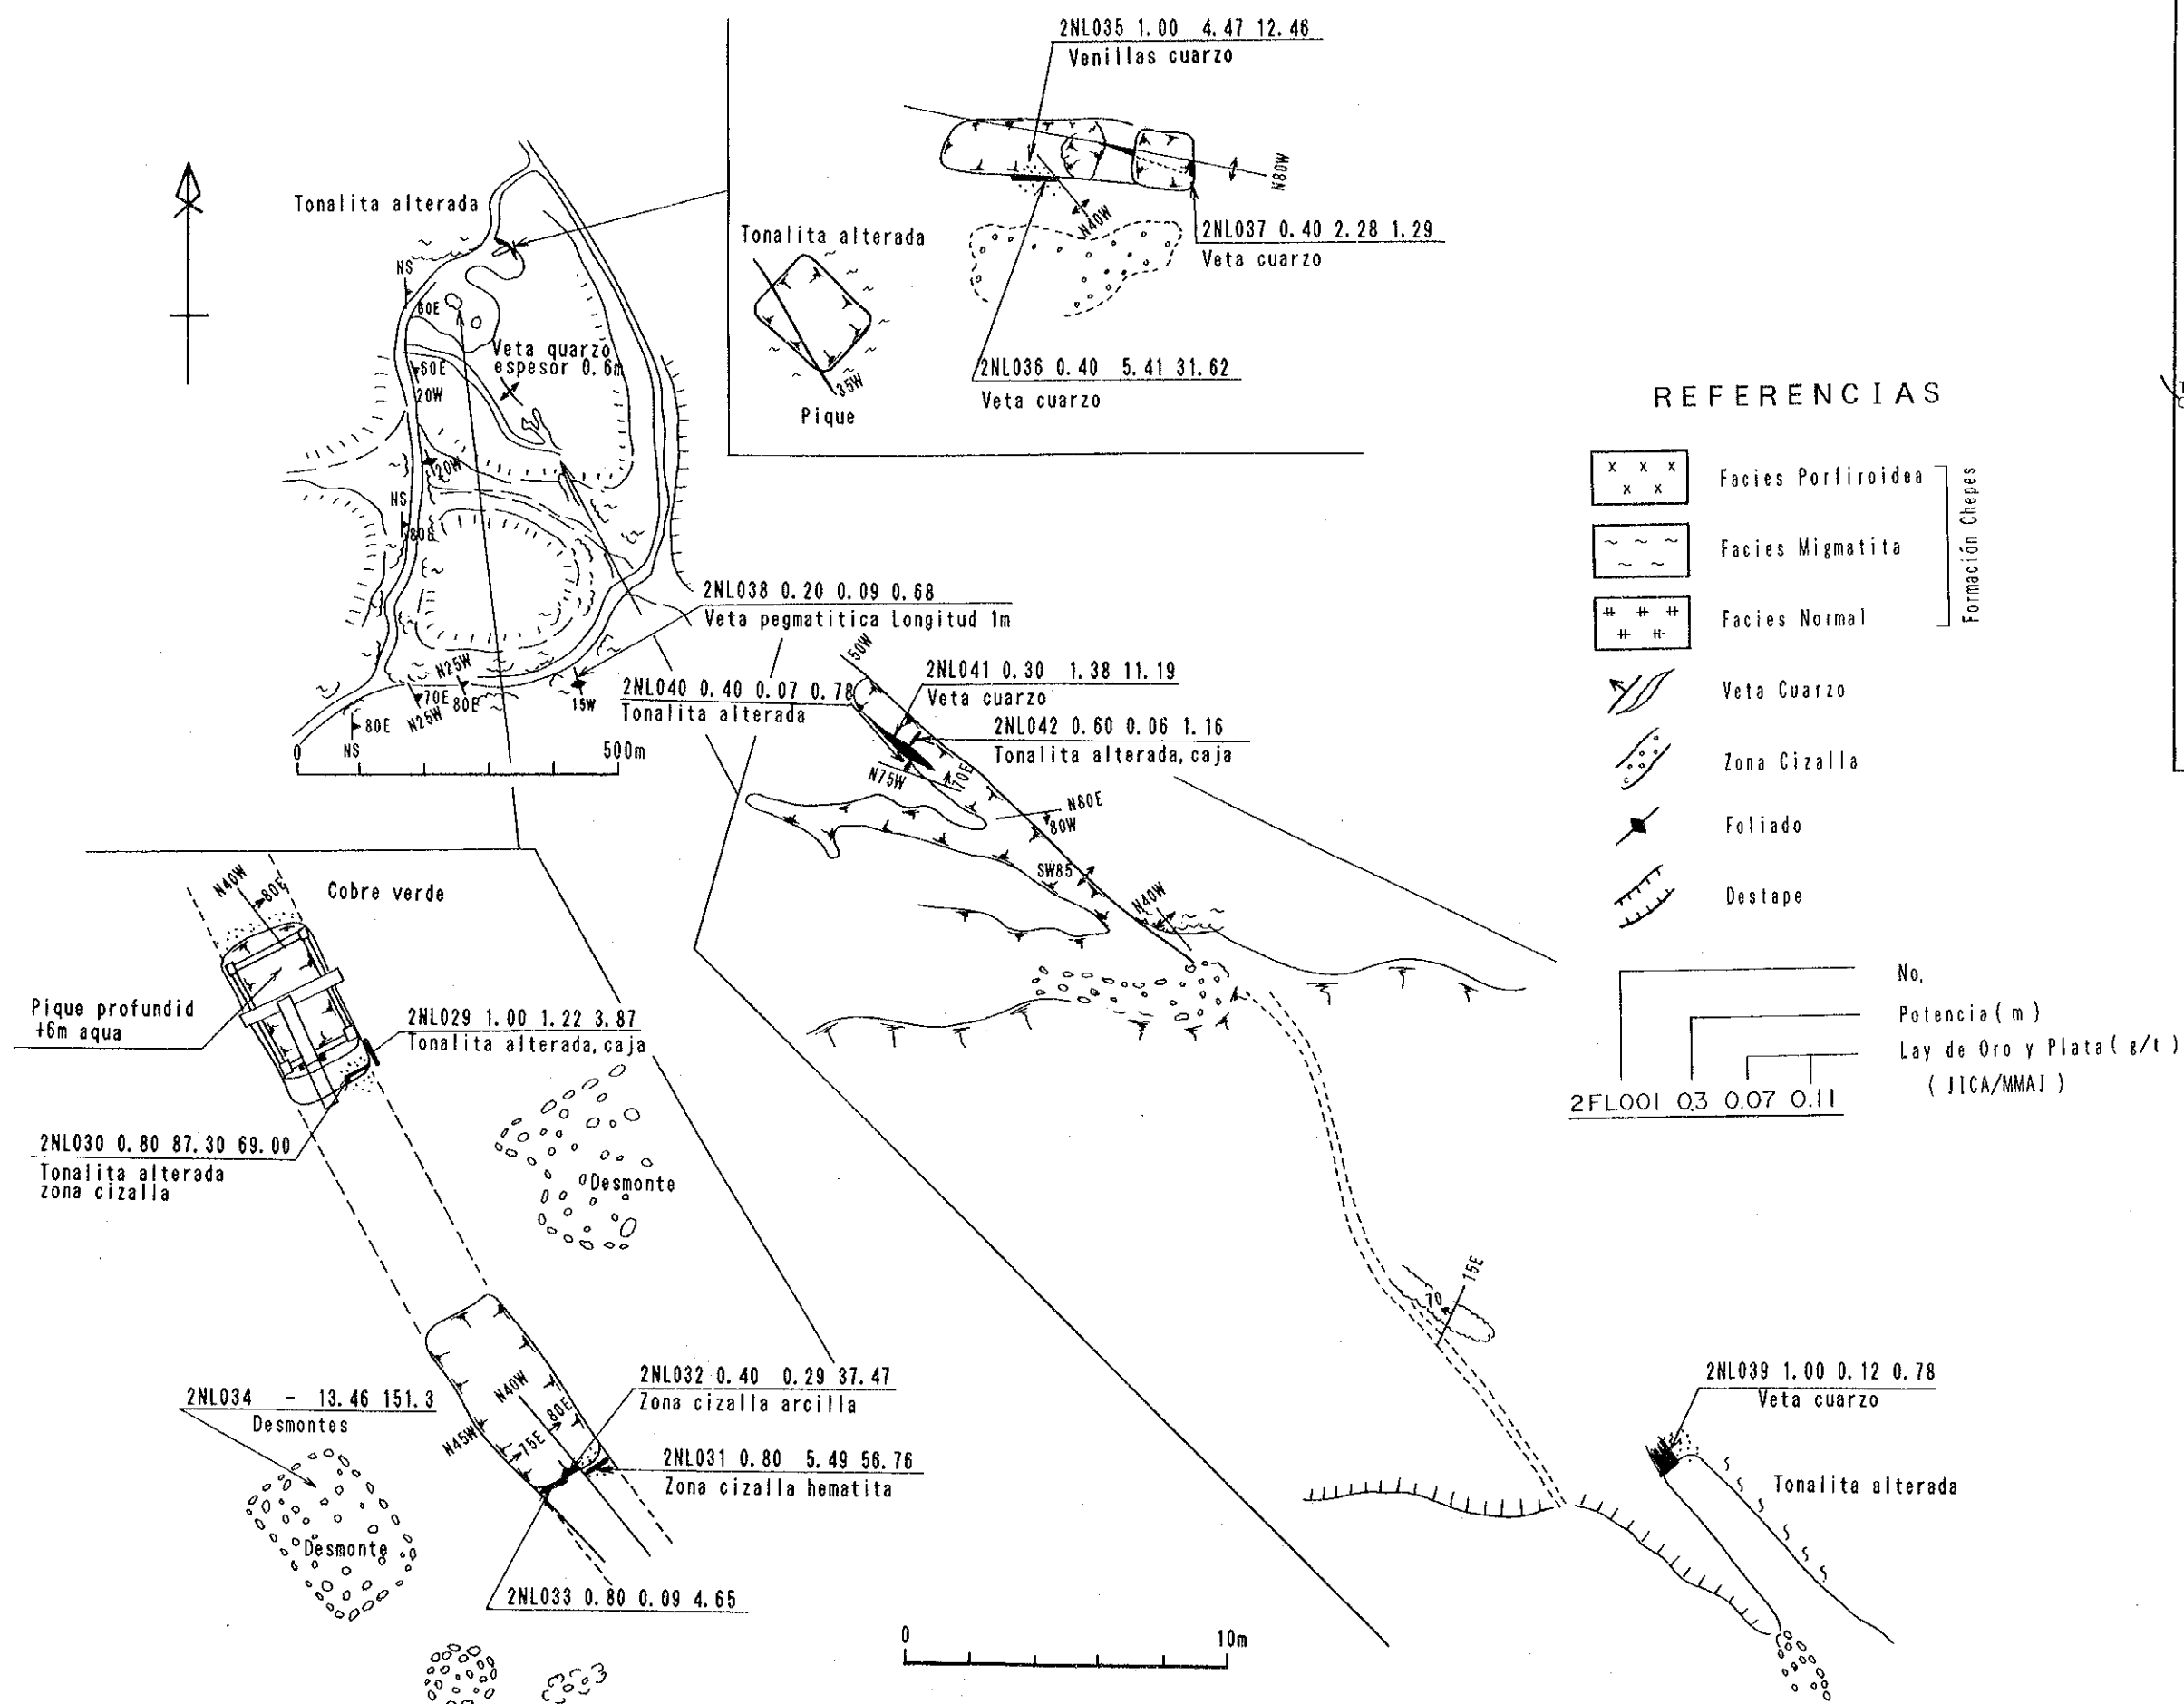 2NL035 1.00 4.47 12.46
Venillas cuarzo
N80W
N40W
2NL037 0.40 2.28 1.29
Veta cuarzo
2NL036 0.40 5.41 31.62
Veta cuarzo
Tonalita alterada
35W
Pique
Tonalita alterada
NS
60E
Veta quarzo
espesor 0.6m
60E
20W
20W
NS
80E
N25W
70E
N25W
80E
15W
80E
NS
0
500m
2NL038 0.20 0.09 0.68
Veta pegmatitica Longitud 1m
50W
2NL041 0.30 1.38 11.19
Veta cuarzo
2NL040 0.40 0.07 0.78
Tonalita alterada
2NL042 0.60 0.06 1.16
Tonalita alterada, caja
N75W
70E
N80E
80W
SW85
N40W
15E
70
2NL039 1.00 0.12 0.78
Veta cuarzo
Tonalita alterada
0
10m
N40W
80E
Cobre verde
Pique profundid
+6m aqua
2NL029 1.00 1.22 3.87
Tonalita alterada, caja
2NL030 0.80 87.30 69.00
Tonalita alterada
zona cizalla
Desmonte
2NL032 0.40 0.29 37.47
Zona cizalla arcilla
2NL034 - 13.46 151.3
Desmontes
N40W
80E
N45W
75E
2NL031 0.80 5.49 56.76
Zona cizalla hematita
Desmonte
2NL033 0.80 0.09 4.65
REFERENCIAS
Facies Porfiroidea
Facies Migmatita
Facies Normal
Formación Chepes
Veta Cuarzo
Zona Cizalla
Foliado
Destape
No.
Potencia ( m )
Lay de Oro y Plata ( g/t )
( JICA/MMAJ )
2FL001 0.3 0.07 0.11